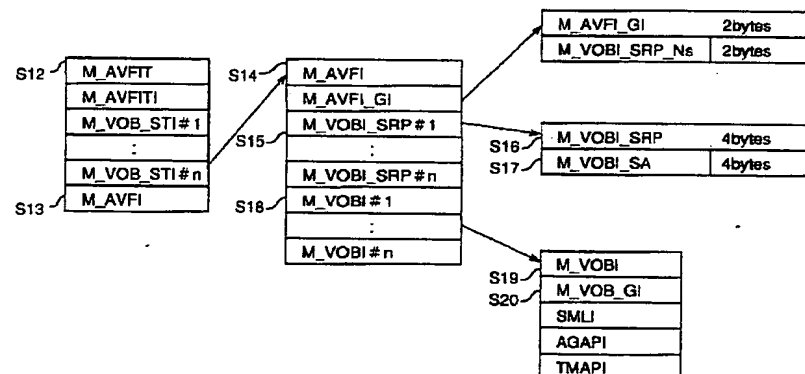 S12
M_AVFIT
M_AVFITI
M_VOB_STI#1
:
M_VOB_STI#n
S13
M_AVFI
S14
M_AVFI
M_AVFI_GI
S15
M_VOBI_SRP#1
:
M_VOBI_SRP#n
S18
M_VOBI#1
:
M_VOBI#n
M_AVFI_GI 2bytes
M_VOBI_SRP_Ns 2bytes
S16
M_VOBI_SRP 4bytes
S17
M_VOBI_SA 4bytes
S19
M_VOBI
S20
M_VOB_GI
SMLI
AGAPI
TMAPI